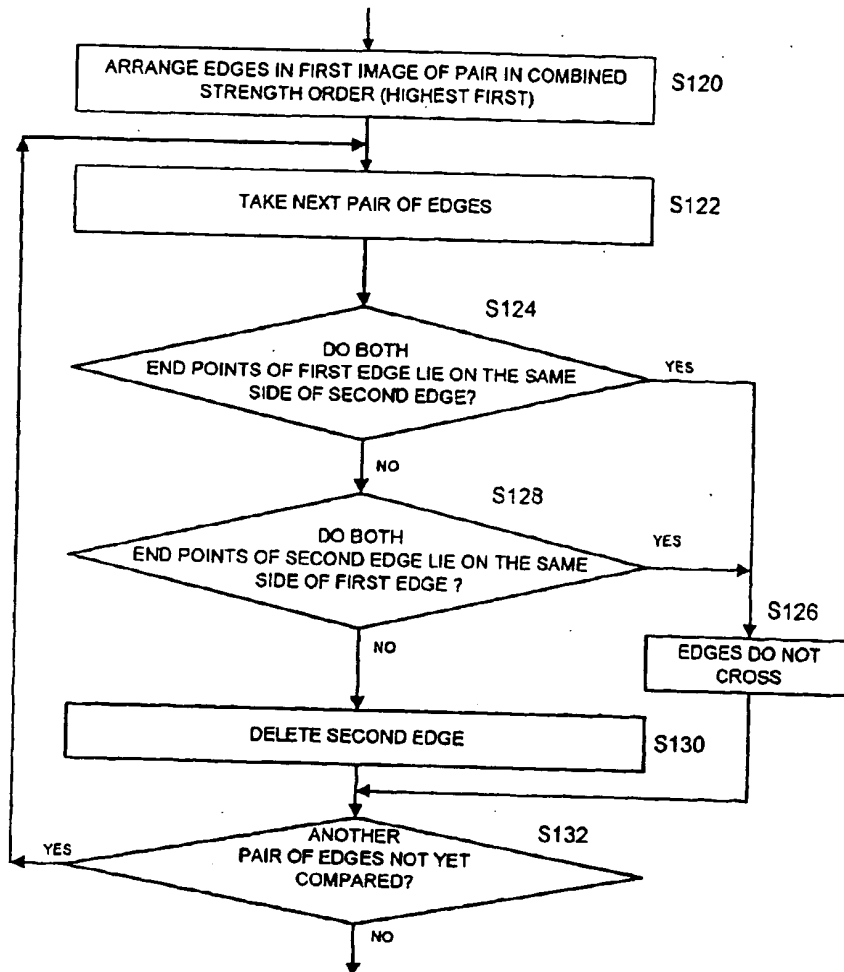 ARRANGE EDGES IN FIRST IMAGE OF PAIR IN COMBINED
STRENGTH ORDER (HIGHEST FIRST)
S120
TAKE NEXT PAIR OF EDGES
S122
S124
DO BOTH
END POINTS OF FIRST EDGE LIE ON THE SAME
SIDE OF SECOND EDGE?
YES
NO
S128
DO BOTH
END POINTS OF SECOND EDGE LIE ON THE SAME
SIDE OF FIRST EDGE ?
YES
S126
EDGES DO NOT
CROSS
NO
DELETE SECOND EDGE
S130
S132
ANOTHER
PAIR OF EDGES NOT YET
COMPARED?
YES
NO